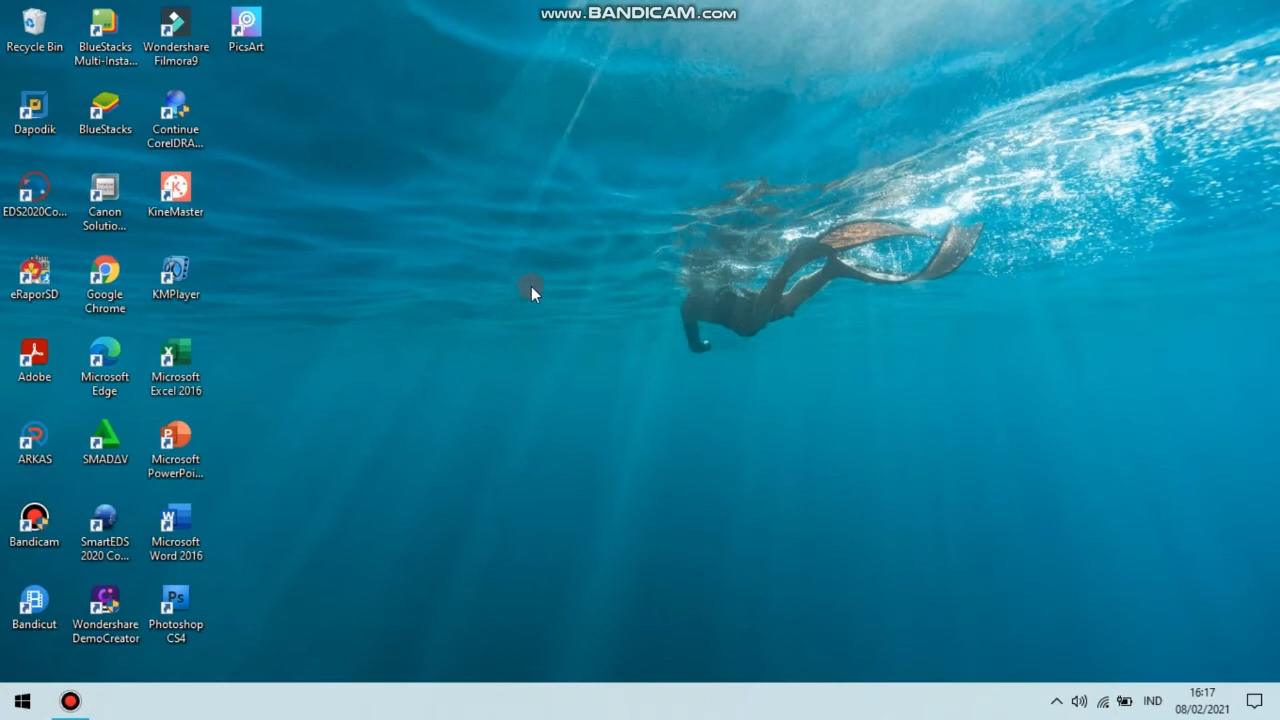 www.BANDICAM.com
Recycle Bin
BlueStacks
Multi-Insta...
Wondershare
Filmora9
PicsArt
Dapodik
BlueStacks
Continue
CorelDRA...
EDS2020Co...
Canon
Solutio...
KineMaster
eRaporSD
Google
Chrome
KMPlayer
Adobe
Microsoft
Edge
Microsoft
Excel 2016
ARKAS
SMADΔV
Microsoft
PowerPoi...
Bandicam
SmartEDS
2020 Co...
Microsoft
Word 2016
Bandicut
Wondershare
DemoCreator
Photoshop
CS4
IND
16:17
08/02/2021